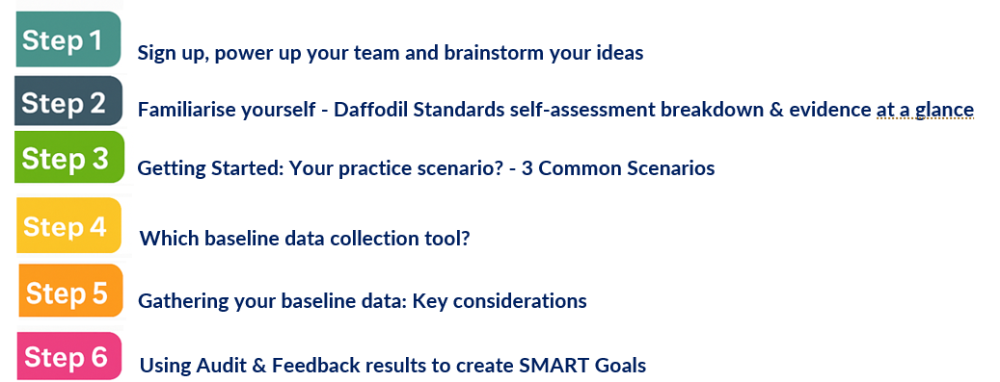 Step 1 Sign up, power up your team and brainstorm your ideas
Step 2 Familiarise yourself - Daffodil Standards self-assessment breakdown & evidence at a glance
Step 3 Getting Started: Your practice scenario? - 3 Common Scenarios
Step 4 Which baseline data collection tool?
Step 5 Gathering your baseline data: Key considerations
Step 6 Using Audit & Feedback results to create SMART Goals